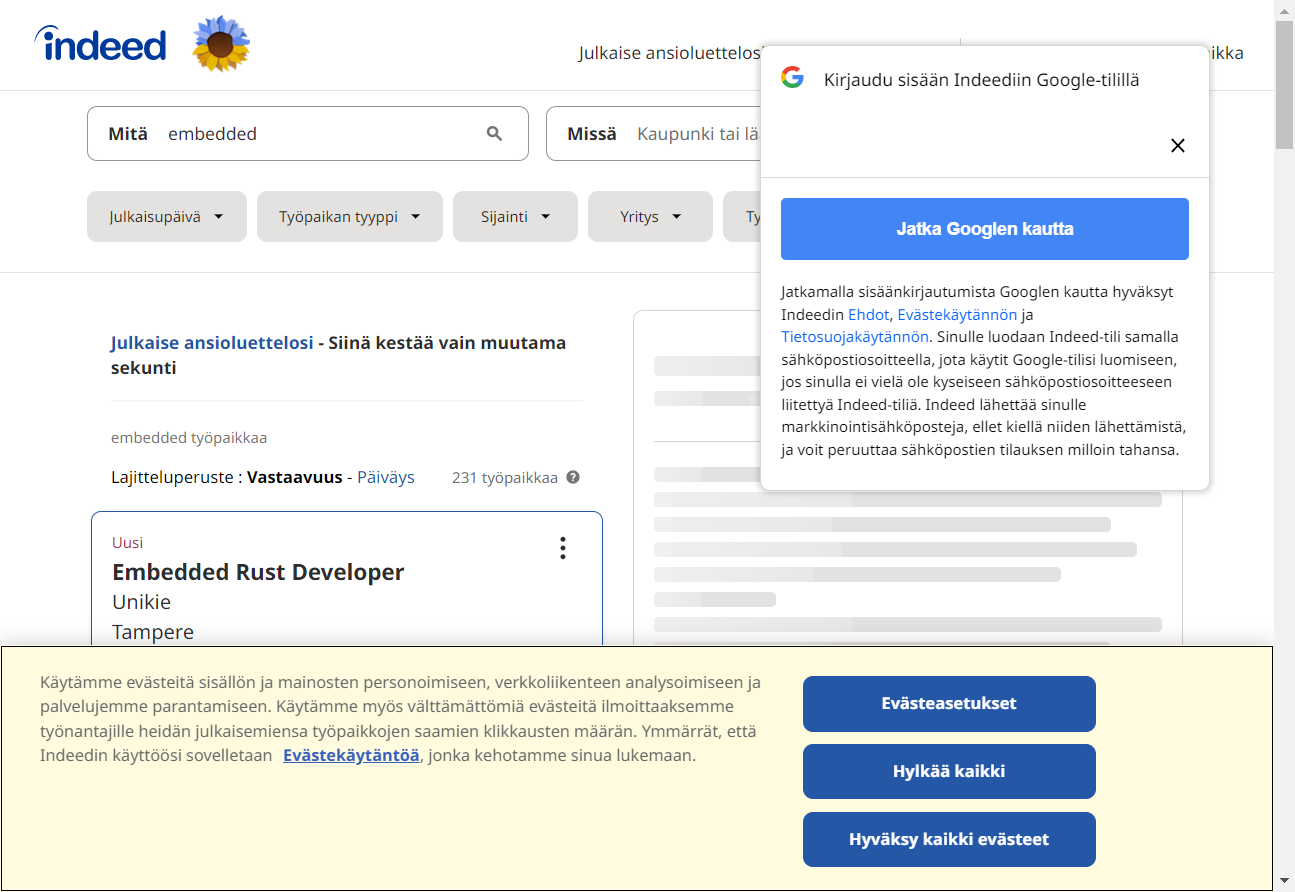 indeed
Julkaise ansioluettelosi
Kirjaudu sisään Indeediin Google-tilillä
Mitä embedded
Missä Kaupunki tai
Julkaisupäivä
Työpaikan tyyppi
Sijainti
Yritys
Jatka Googlen kautta
Jatkamalla sisäänkirjautumista Googlen kautta hyväksyt
Indeedin Ehdot, Evästekäytännön ja
Tietosuojakäytännön. Sinulle luodaan Indeed-tili samalla
sähköpostiosoitteella, jota käytit Google-tilisi luomiseen,
jos sinulla ei vielä ole kyseiseen sähköpostiosoitteeseen
liitettyä Indeed-tiliä. Indeed lähettää sinulle
markkinointisähköposteja, ellet kiellä niiden lähettämistä,
ja voit peruuttaa sähköpostien tilauksen milloin tahansa.
Julkaise ansioluettelosi - Siinä kestää vain muutama
sekunti
embedded työpaikkaa
Lajitteluperuste : Vastaavuus - Päiväys 231 työpaikkaa
Uusi
Embedded Rust Developer
Unikie
Tampere
Käytämme evästeitä sisällön ja mainosten personoimiseen, verkkoliikenteen analysoimiseen ja
palvelujemme parantamiseen. Käytämme myös välttämättömiä evästeitä ilmoittaaksemme
työnantajille heidän julkaisemiensa työpaikkojen saamien klikkausten määrän. Ymmärrät, että
Indeedin käyttöösi sovelletaan Evästekäytäntöä, jonka kehotamme sinua lukemaan.
Evästeasetukset
Hylkää kaikki
Hyväksy kaikki evästeet